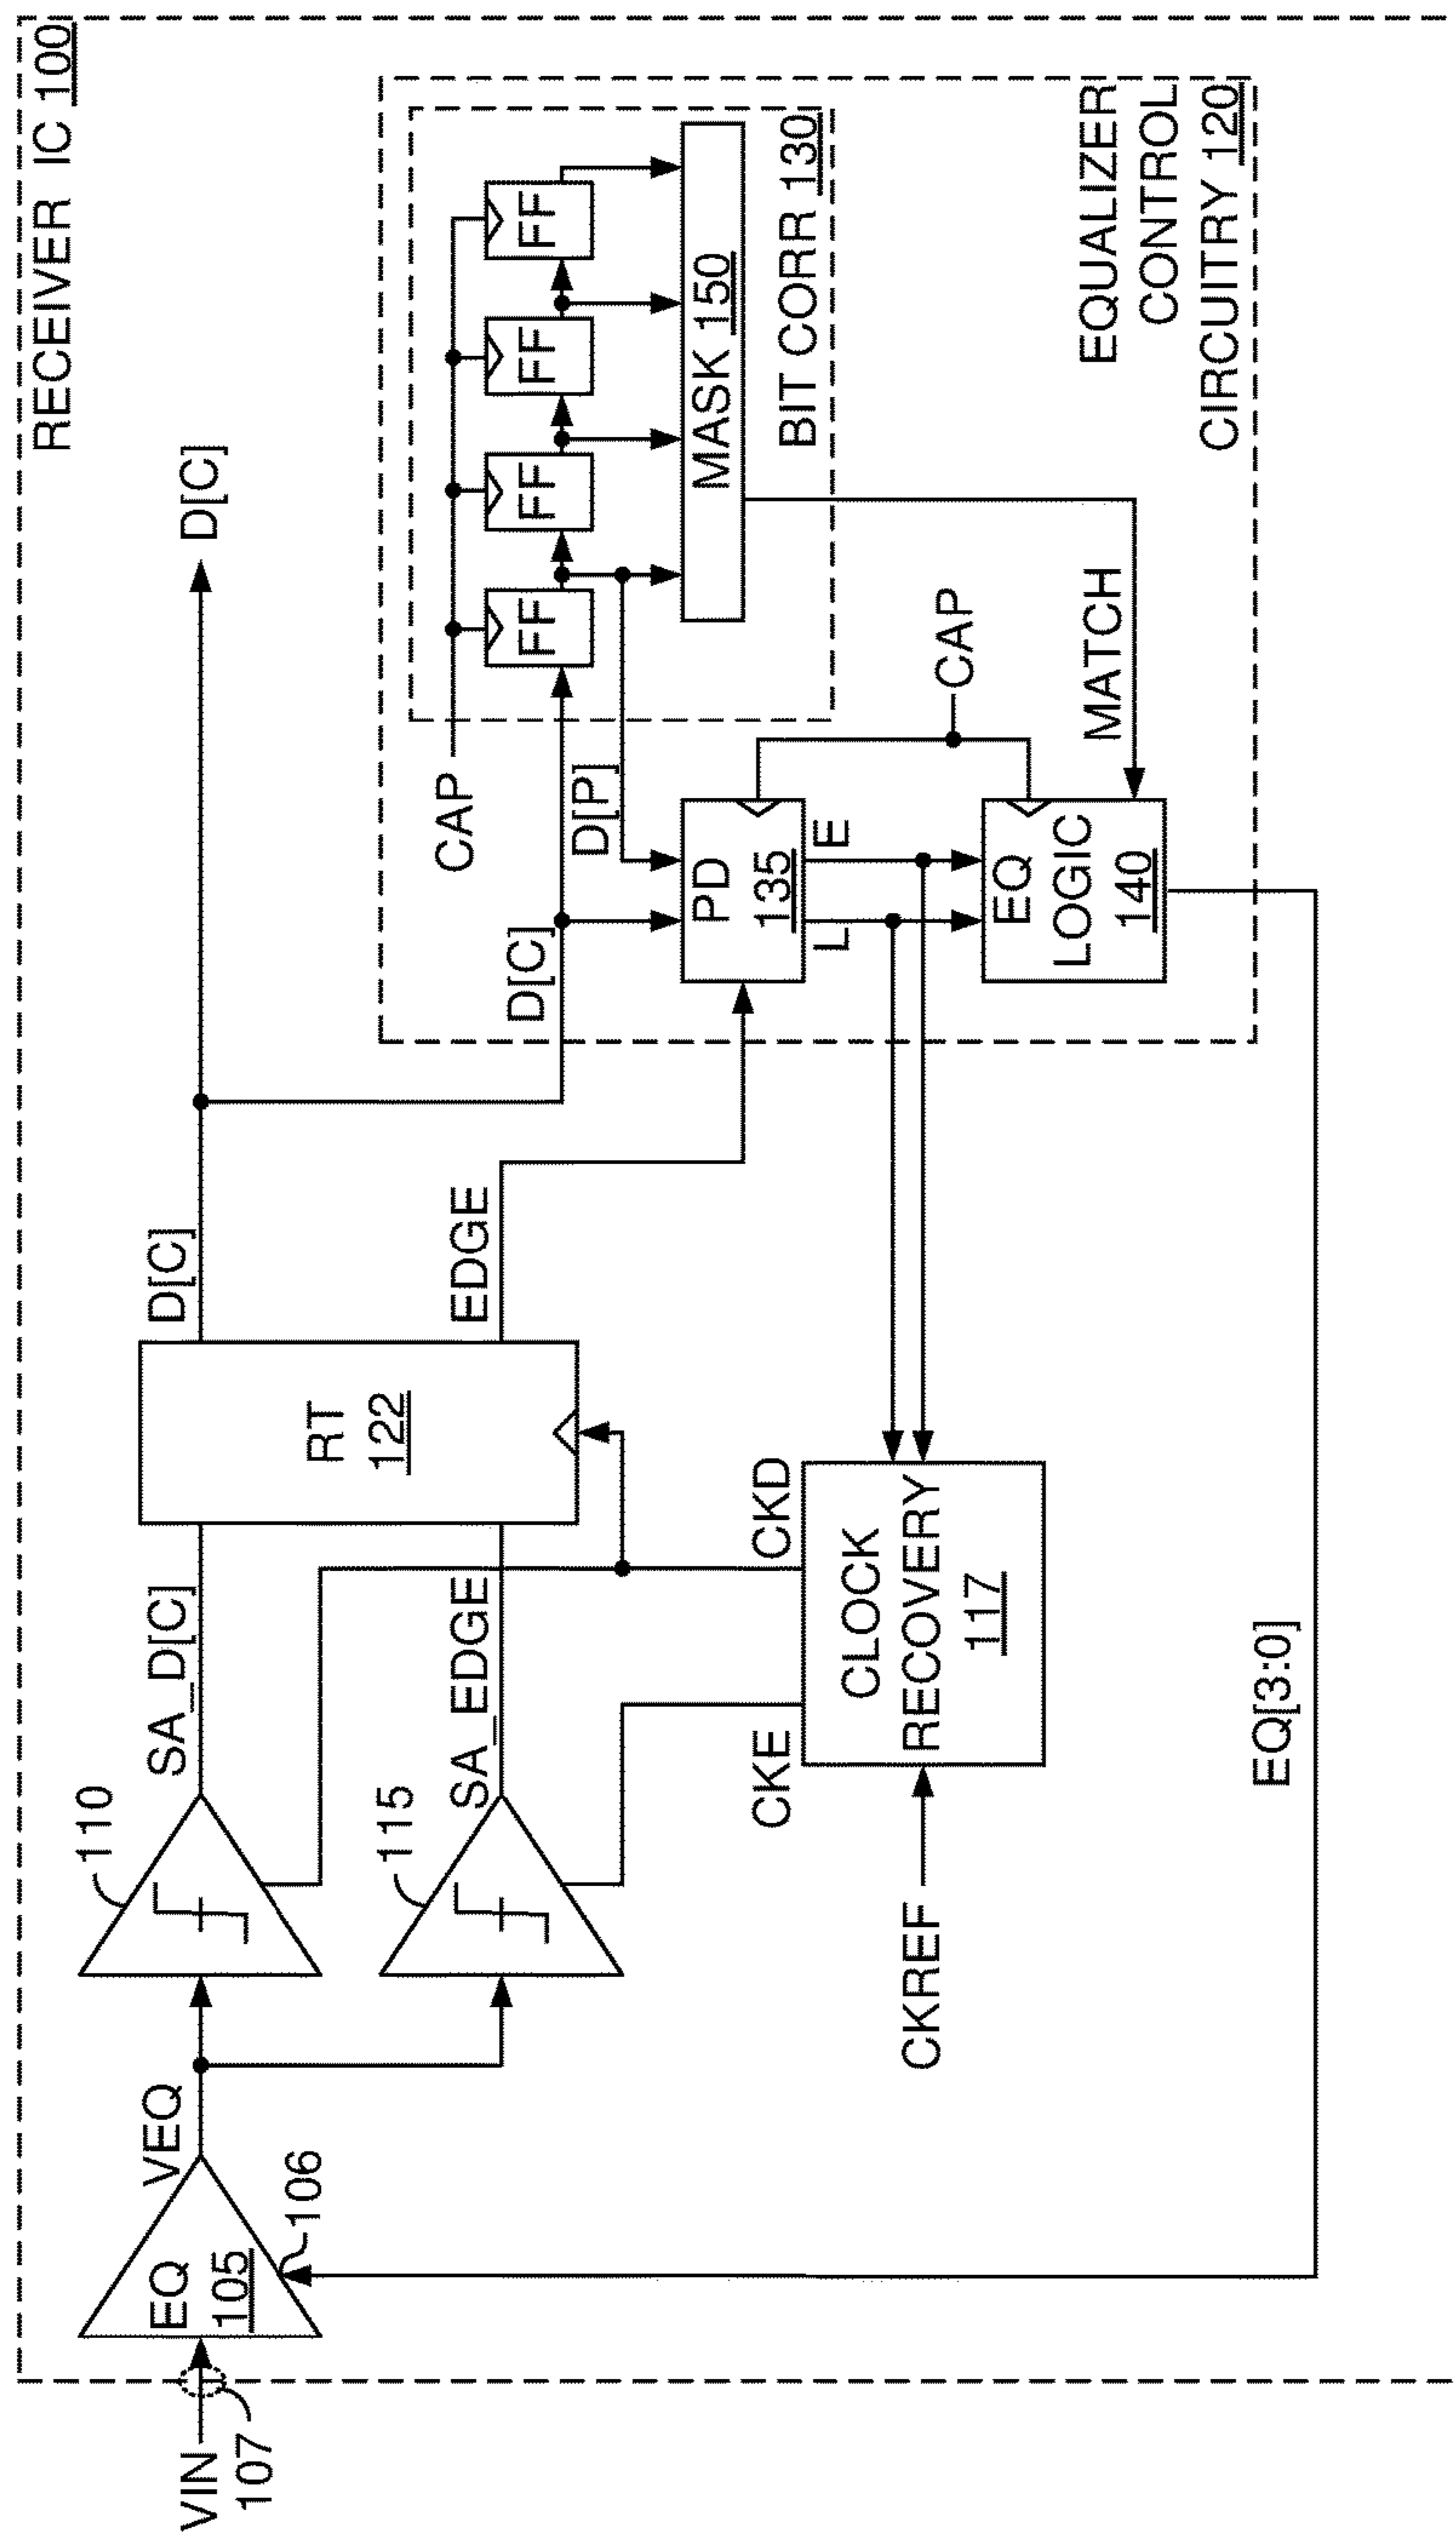 RECEIVER IC 100
VIN
107
EQ
105
106
VEQ
110
SA_D[C]
115
SA_EDGE
RT
122
D[C]
EDGE
D[C]
CKREF
CKE
CKD
CLOCK
RECOVERY
117
D[C]
D[P]
CAP
FF
FF
FF
FF
MASK 150
BIT CORR 130
PD
135
L
E
CAP
EQ
LOGIC
140
MATCH
EQUALIZER
CONTROL
CIRCUITRY 120
EQ[3:0]